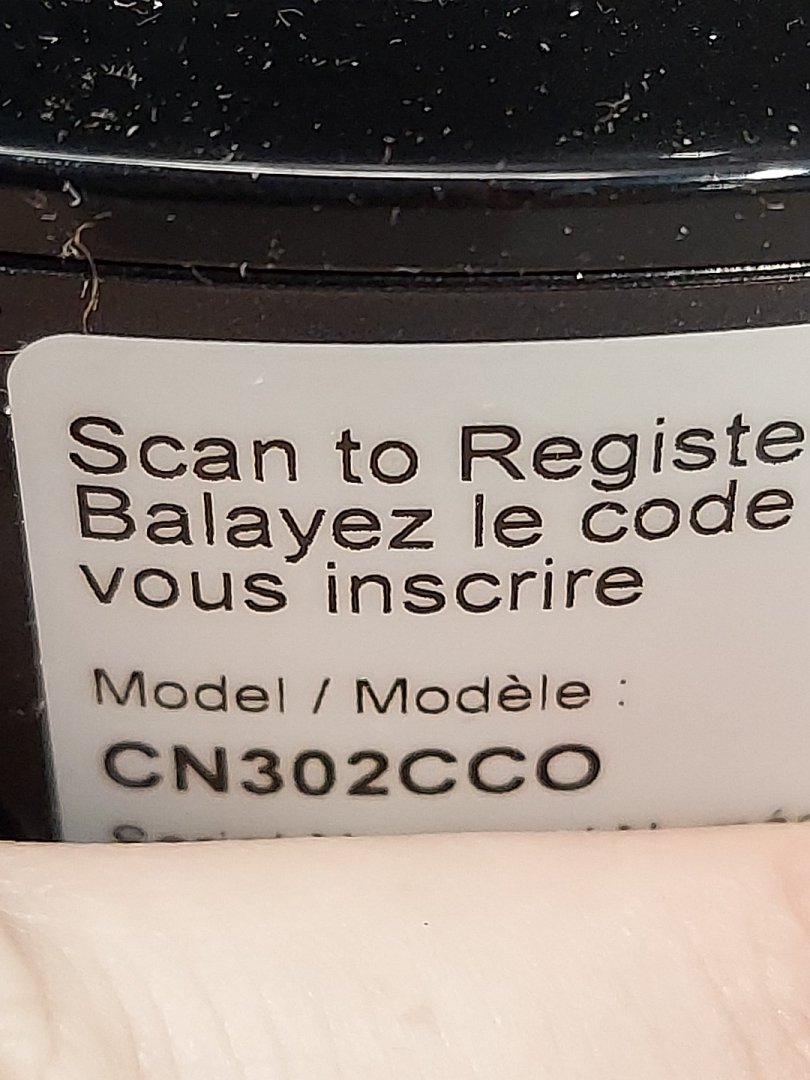 Scan to Registe
Balayez le code
vous inscrire
Model / Modèle :
CN302CCO